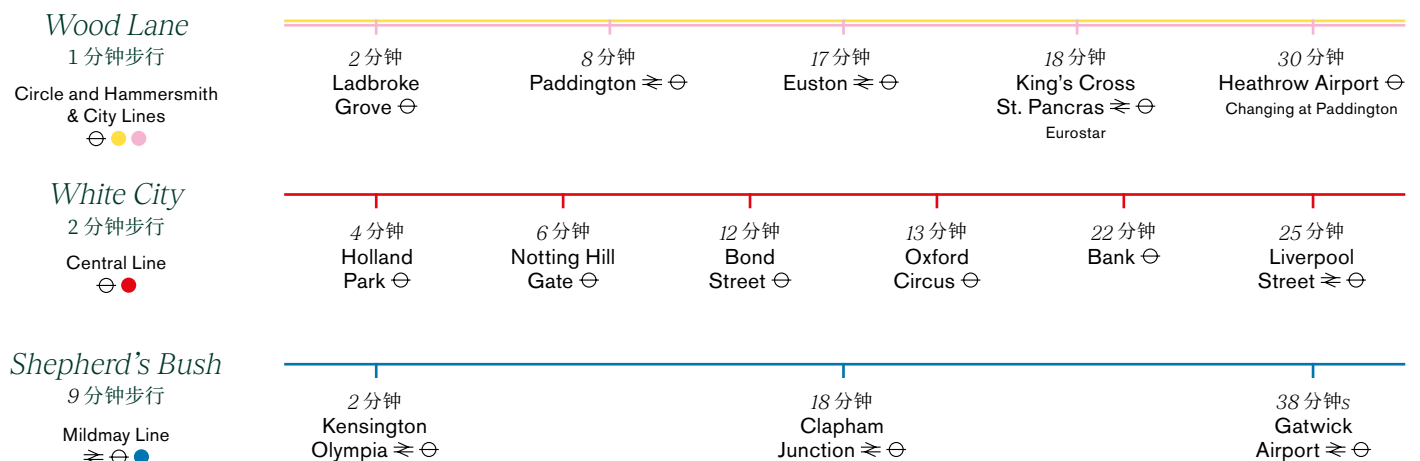 Wood Lane
1 分钟步行
Circle and Hammersmith
& City Lines
2 分钟
Ladbroke
Grove
8 分钟
Paddington
17 分钟
Euston
18 分钟
King's Cross
St. Pancras
Eurostar
30 分钟
Heathrow Airport
Changing at Paddington
White City
2 分钟步行
Central Line
4 分钟
Holland
Park
6 分钟
Notting Hill
Gate
12 分钟
Bond
Street
13 分钟
Oxford
Circus
22 分钟
Bank
25 分钟
Liverpool
Street
Shepherd's Bush
9 分钟步行
Mildmay Line
2 分钟
Kensington
Olympia
18 分钟
Clapham
Junction
38 分钟s
Gatwick
Airport